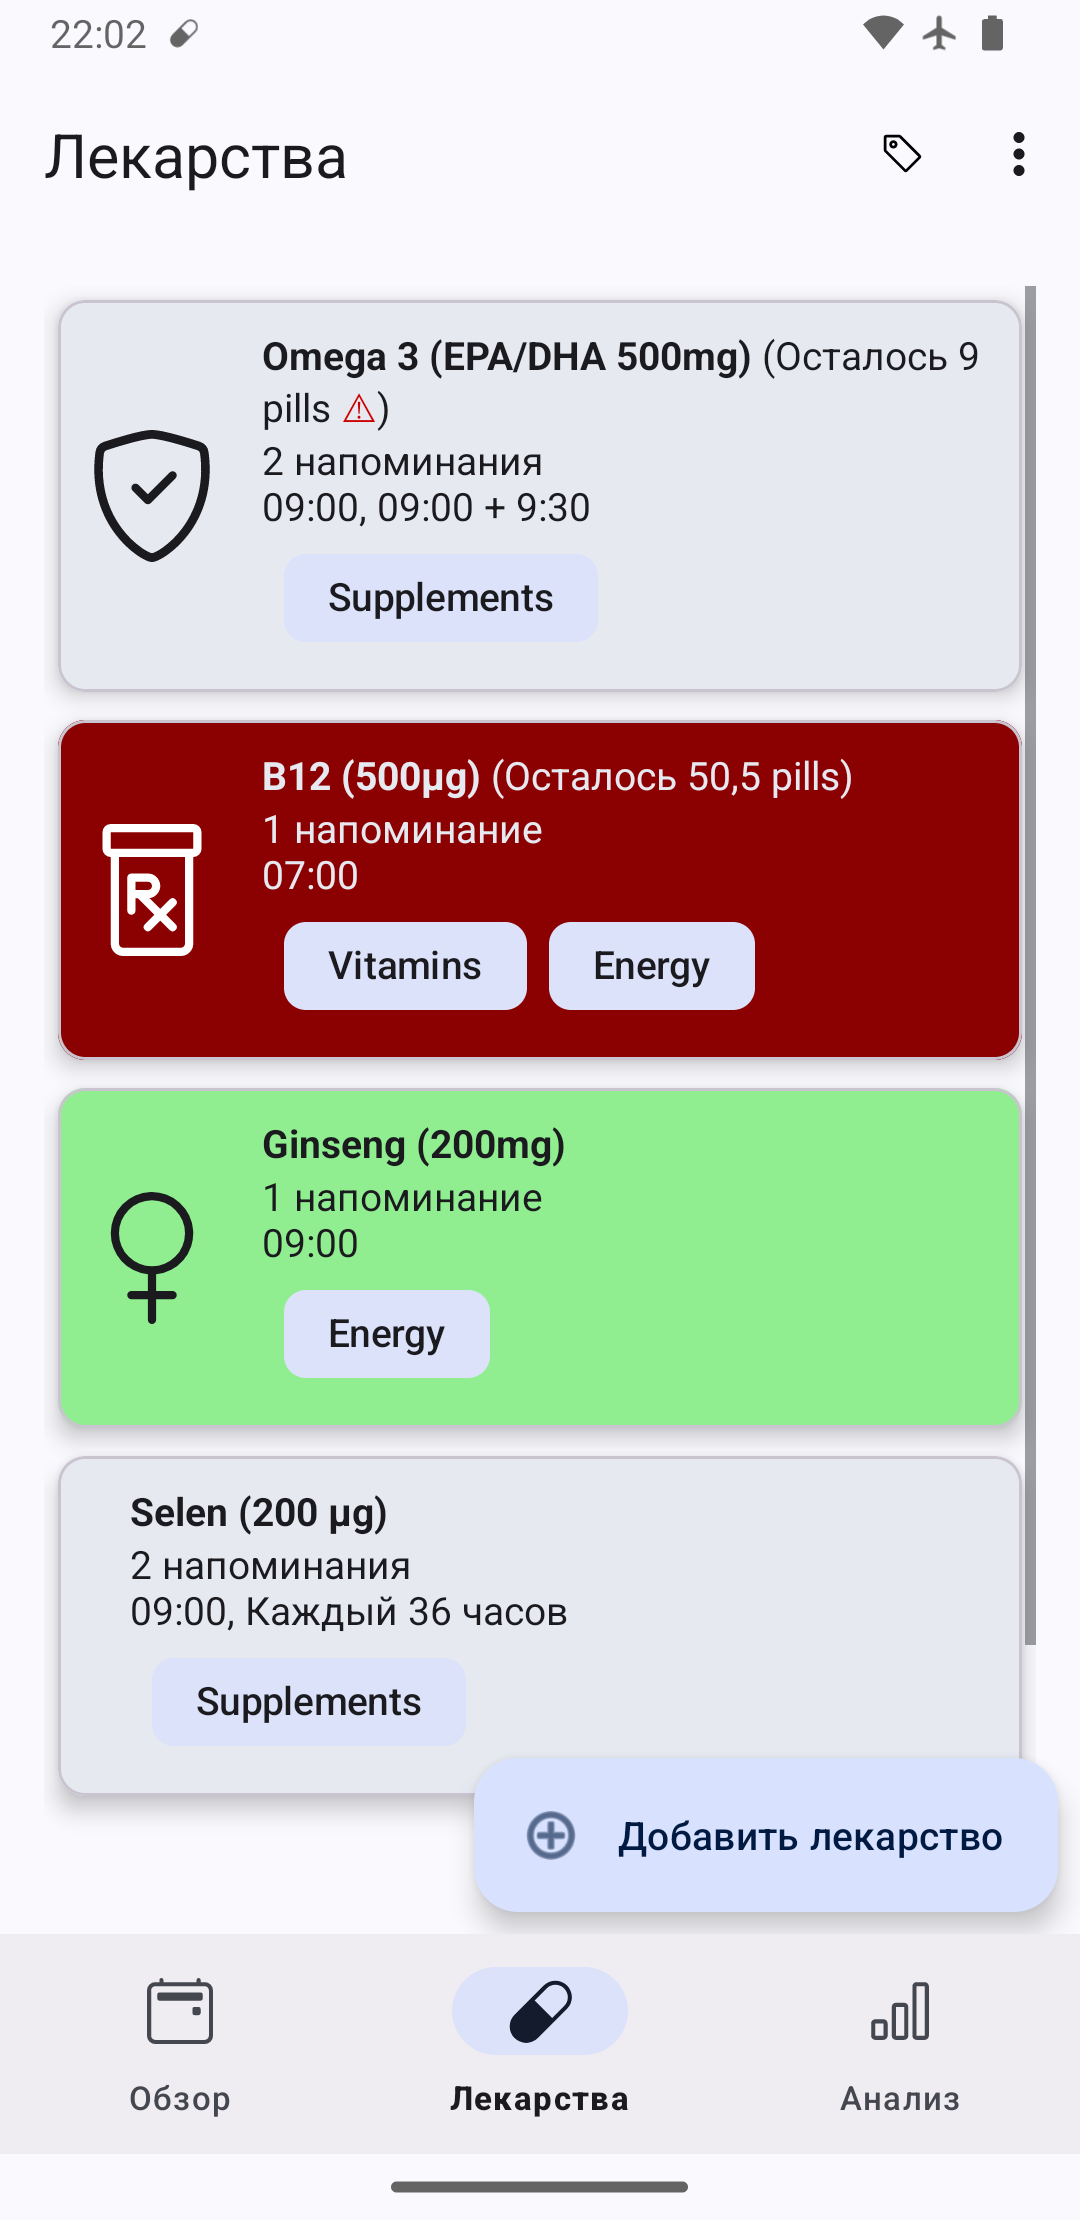 22:02
Лекарства
Omega 3 (EPA/DHA 500mg) (Осталось 9
pills ⚠)
2 напоминания
09:00, 09:00 + 9:30
Supplements
B12 (500µg) (Осталось 50,5 pills)
1 напоминание
07:00
Rx
Vitamins Energy
Ginseng (200mg)
1 напоминание
09:00
Energy
Selen (200 µg)
2 напоминания
09:00, Каждый 36 часов
Supplements
Добавить лекарство
Обзор Лекарства Анализ